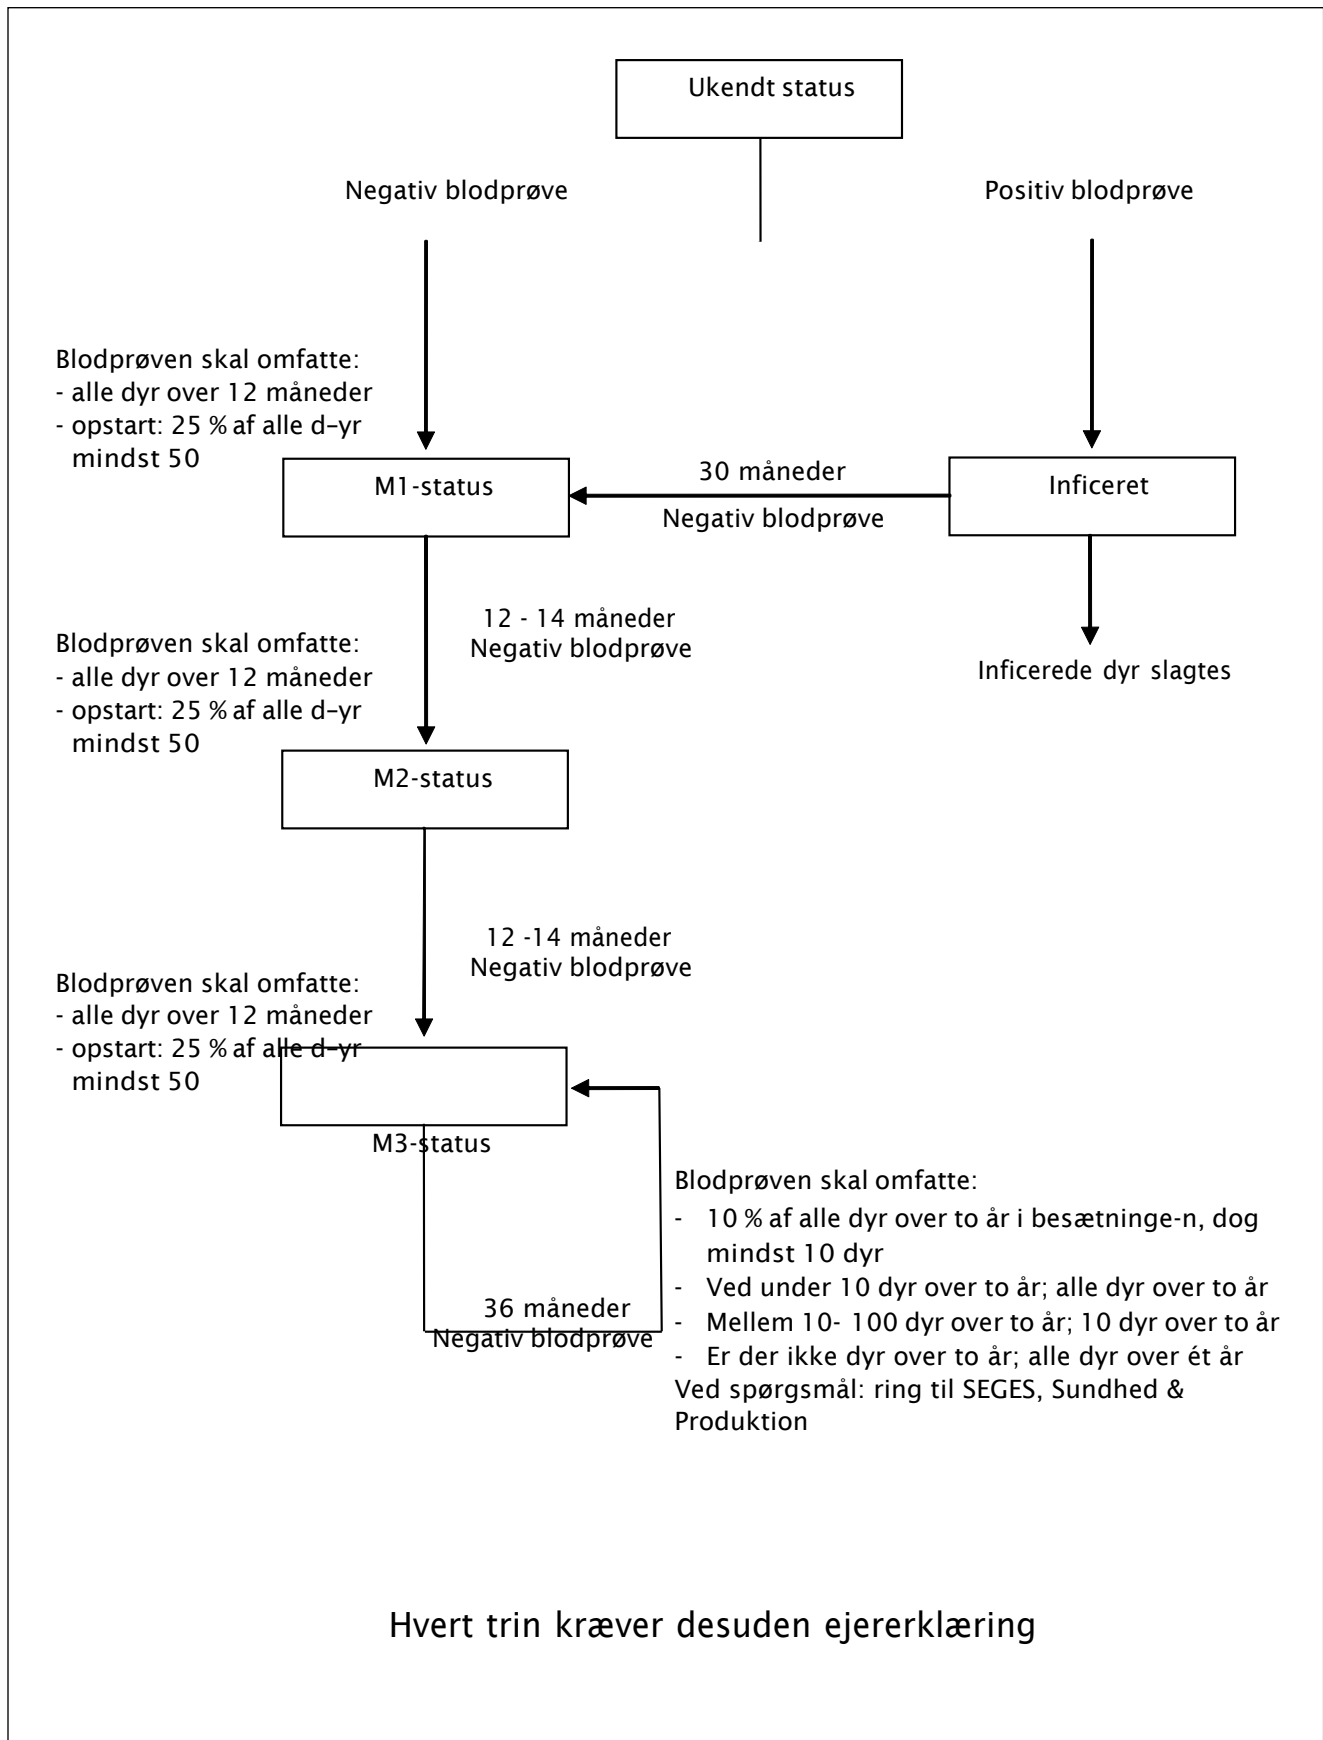 Ukendt status
Negativ blodprøve
Positiv blodprøve
Blodprøven skal omfatte:
- alle dyr over 12 måneder
- opstart: 25 % af alle d-yr
mindst 50
M1-status
30 måneder
Negativ blodprøve
Inficeret
12 - 14 måneder
Negativ blodprøve
Inficerede dyr slagtes
Blodprøven skal omfatte:
- alle dyr over 12 måneder
- opstart: 25 % af alle d-yr
mindst 50
M2-status
12 -14 måneder
Negativ blodprøve
Blodprøven skal omfatte:
- alle dyr over 12 måneder
- opstart: 25 % af alle d-yr
mindst 50
M3-status
36 måneder
Negativ blodprøve
Blodprøven skal omfatte:
- 10 % af alle dyr over to år i besætninge-n, dog
mindst 10 dyr
- Ved under 10 dyr over to år; alle dyr over to år
- Mellem 10- 100 dyr over to år; 10 dyr over to år
- Er der ikke dyr over to år; alle dyr over ét år
Ved spørgsmål: ring til SEGES, Sundhed &
Produktion
Hvert trin kræver desuden ejererklæring